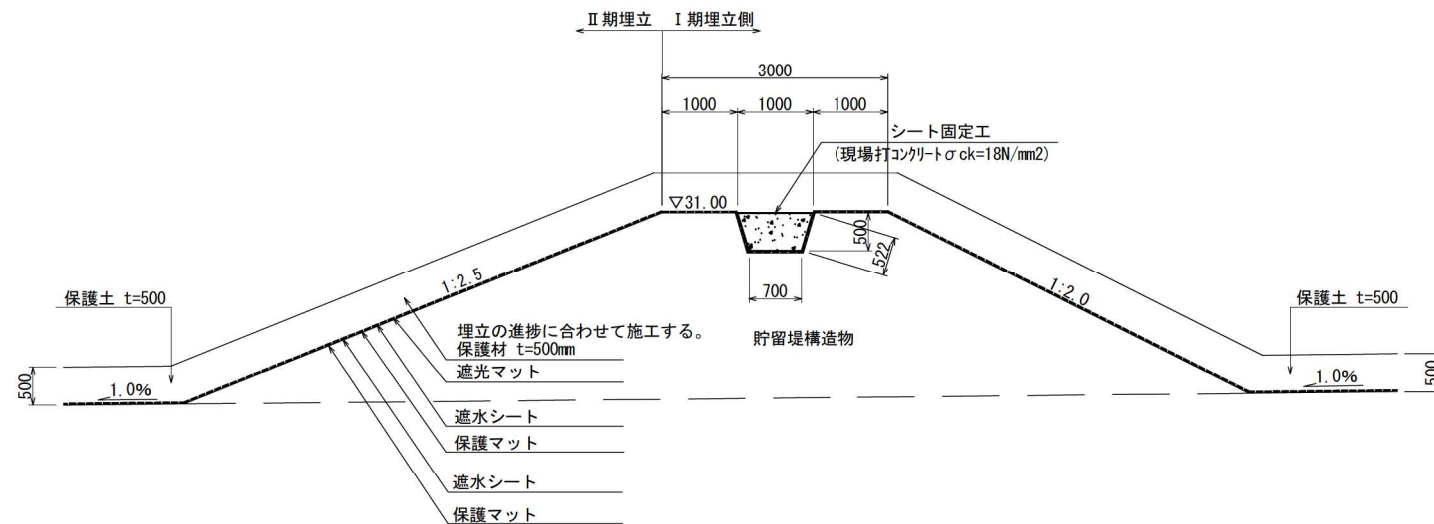 Ⅱ期埋立 Ⅰ期埋立側
3000
1000 1000 1000
シート固定工
(現場打コンクリートσck=18N/mm2)
▽31.00
500
522
700
1:2.5
1:2.0
保護土 t=500
保護土 t=500
埋立の進捗に合わせて施工する。
保護材 t=500mm
貯留堤構造物
遮光マット
500
1.0%
1.0%
500
遮水シート
保護マット
遮水シート
保護マット